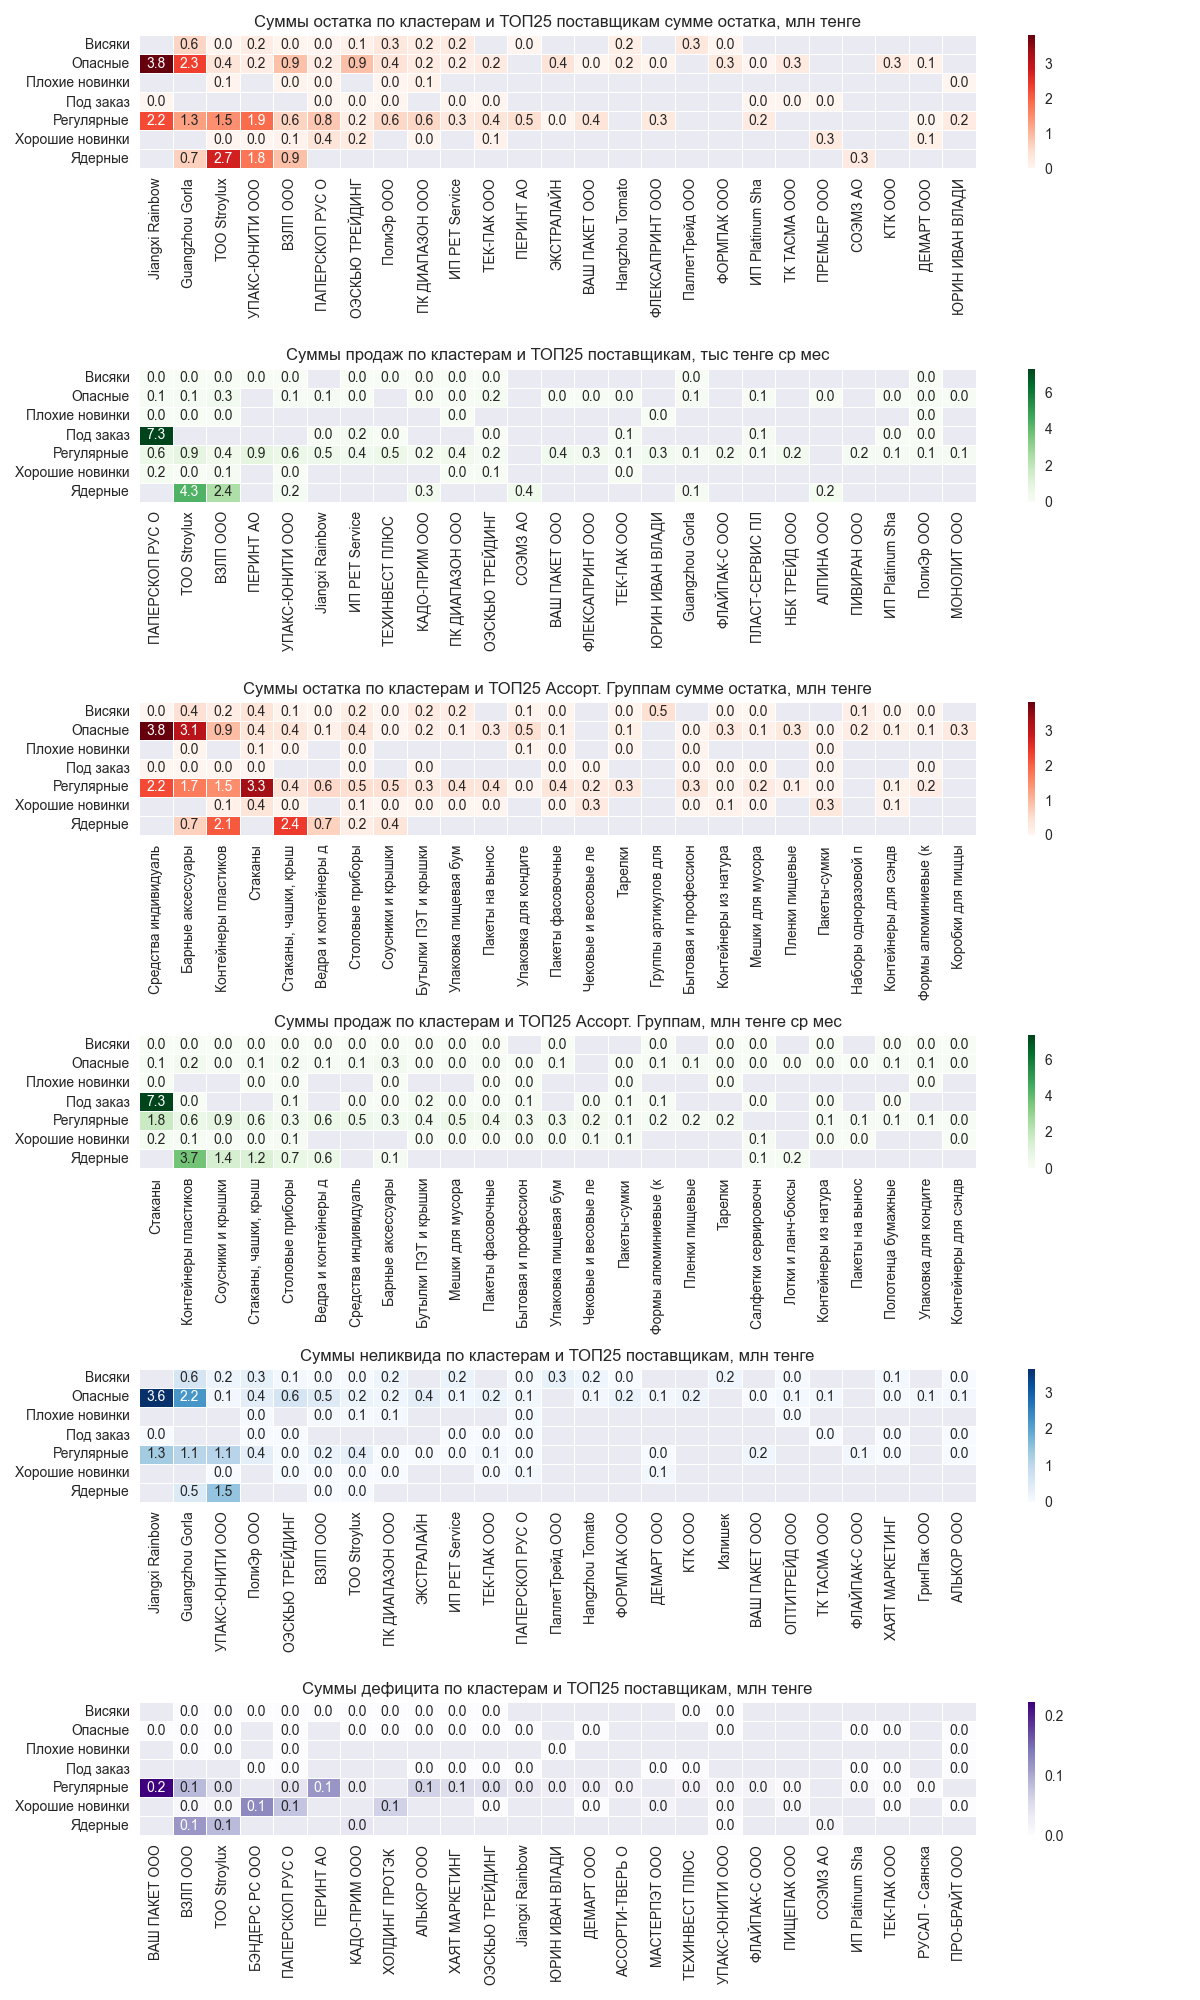 Суммы остатка по кластерам и ТОП25 поставщикам сумме остатка, млн тенге
Висяки 0.6 0.0 0.2 0.0 0.0 0.1 0.3 0.2 0.2 0.0 0.2 0.3 0.0
Опасные 3.8 2.3 0.4 0.2 0.9 0.2 0.9 0.4 0.2 0.2 0.2 0.4 0.0 0.2 0.0 0.3 0.0 0.3 0.3 0.1
Плохие новинки 0.1 0.0 0.0 0.0 0.1 0.0
Под заказ 0.0 0.0 0.0 0.0 0.0 0.0 0.0 0.0 0.0
Регулярные 2.2 1.3 1.5 1.9 0.6 0.8 0.2 0.6 0.6 0.3 0.4 0.5 0.0 0.4 0.3 0.2 0.0 0.2
Хорошие новинки 0.0 0.0 0.1 0.4 0.2 0.0 0.1 0.3 0.1
Ядерные 0.7 2.7 1.8 0.9 0.3
3
2
1
0
Jiangxi Rainbow
Guangzhou Gorla
ТОО Stroylux
УПАКС-ЮНИТИ ООО
ВЗЛП ООО
ПАПЕРСКОП РУС О
ОЭСКЬЮ ТРЕЙДИНГ
ПолиЭр ООО
ПК ДИАПАЗОН ООО
ИП PET Service
ТЕК-ПАК ООО
ПЕРИНТ АО
ЭКСТРАЛАЙН
ВАШ ПАКЕТ ООО
Hangzhou Tomato
ФЛЕКСАПРИНТ ООО
ПаллетТрейд ООО
ФОРМПАК ООО
ИП Platinum Sha
ТК ТАСМА ООО
ПРЕМЬЕР ООО
СОЭМЗ АО
КТК ООО
ДЕМАРТ ООО
ЮРИН ИВАН ВЛАДИ
Суммы продаж по кластерам и ТОП25 поставщикам, тыс тенге ср мес
Висяки 0.0 0.0 0.0 0.0 0.0 0.0 0.0 0.0 0.0 0.0 0.0 0.0
Опасные 0.1 0.1 0.3 0.1 0.1 0.0 0.0 0.0 0.2 0.0 0.0 0.0 0.1 0.1 0.0 0.0 0.0 0.0
Плохие новинки 0.0 0.0 0.0 0.0 0.0 0.0
Под заказ 7.3 0.0 0.2 0.0 0.0 0.1 0.1 0.0 0.0
Регулярные 0.6 0.9 0.4 0.9 0.6 0.5 0.4 0.5 0.2 0.4 0.2 0.4 0.3 0.1 0.3 0.1 0.2 0.1 0.2 0.2 0.1 0.1 0.1
Хорошие новинки 0.2 0.0 0.1 0.0 0.0 0.1 0.0
Ядерные 4.3 2.4 0.2 0.3 0.4 0.1 0.2
6
4
2
0
ПАПЕРСКОП РУС О
ТОО Stroylux
ВЗЛП ООО
ПЕРИНТ АО
УПАКС-ЮНИТИ ООО
Jiangxi Rainbow
ИП PET Service
ТЕХИНВЕСТ ПЛЮС
КАДО-ПРИМ ООО
ПК ДИАПАЗОН ООО
ОЭСКЬЮ ТРЕЙДИНГ
СОЭМЗ АО
ВАШ ПАКЕТ ООО
ФЛЕКСАПРИНТ ООО
ТЕК-ПАК ООО
ЮРИН ИВАН ВЛАДИ
Guangzhou Gorla
ФЛАЙПАК-С ООО
ПЛАСТ-СЕРВИС ПЛ
НБК ТРЕЙД ООО
АЛПИНА ООО
ПИВИРАН ООО
ИП Platinum Sha
ПолиЭр ООО
МОНОЛИТ ООО
Суммы остатка по кластерам и ТОП25 Ассорт. Группам сумме остатка, млн тенге
Висяки 0.0 0.4 0.2 0.4 0.1 0.0 0.2 0.0 0.2 0.2 0.1 0.0 0.0 0.5 0.0 0.0 0.1 0.0 0.0
Опасные 3.8 3.1 0.9 0.4 0.4 0.1 0.4 0.0 0.2 0.1 0.3 0.5 0.1 0.1 0.0 0.3 0.1 0.3 0.0 0.2 0.1 0.1 0.3
Плохие новинки 0.0 0.1 0.0 0.0 0.1 0.0 0.0 0.0 0.0
Под заказ 0.0 0.0 0.0 0.0 0.0 0.0 0.0 0.0 0.0 0.0 0.0 0.0 0.0
Регулярные 2.2 1.7 1.5 3.3 0.4 0.6 0.5 0.5 0.3 0.4 0.4 0.0 0.4 0.2 0.3 0.3 0.0 0.2 0.1 0.0 0.1 0.2
Хорошие новинки 0.1 0.4 0.0 0.1 0.0 0.0 0.0 0.0 0.0 0.0 0.3 0.0 0.1 0.0 0.3 0.1
Ядерные 0.7 2.1 2.4 0.7 0.2 0.4
3
2
1
0
Средства индивидуаль
Барные аксессуары
Контейнеры пластиков
Стаканы
Стаканы, чашки, крыш
Ведра и контейнеры д
Столовые приборы
Соусники и крышки
Бутылки ПЭТ и крышки
Упаковка пищевая бум
Пакеты на вынос
Упаковка для кондите
Пакеты фасовочные
Чековые и весовые ле
Тарелки
Группы артикулов для
Бытовая и профессион
Контейнеры из натура
Мешки для мусора
Пленки пищевые
Пакеты-сумки
Наборы одноразовой п
Контейнеры для сэндв
Формы алюминиевые (к
Коробки для пиццы
Суммы продаж по кластерам и ТОП25 Ассорт. Группам, млн тенге ср мес
Висяки 0.0 0.0 0.0 0.0 0.0 0.0 0.0 0.0 0.0 0.0 0.0 0.0 0.0 0.0 0.0 0.0 0.0 0.0 0.0
Опасные 0.1 0.2 0.0 0.1 0.2 0.1 0.1 0.3 0.0 0.0 0.0 0.0 0.1 0.0 0.1 0.1 0.0 0.0 0.0 0.0 0.0 0.1 0.1 0.0
Плохие новинки 0.0 0.0 0.0 0.0 0.0 0.0 0.0 0.0 0.0
Под заказ 7.3 0.0 0.1 0.0 0.0 0.2 0.0 0.0 0.1 0.0 0.1 0.1 0.0 0.0 0.0
Регулярные 1.8 0.6 0.9 0.6 0.3 0.6 0.5 0.3 0.4 0.5 0.4 0.3 0.3 0.2 0.1 0.2 0.2 0.2 0.1 0.1 0.1 0.1 0.0
Хорошие новинки 0.2 0.1 0.0 0.0 0.1 0.0 0.0 0.0 0.0 0.0 0.1 0.1 0.1 0.0 0.0 0.0
Ядерные 3.7 1.4 1.2 0.7 0.6 0.1 0.1 0.2
6
4
2
0
Стаканы
Контейнеры пластиков
Соусники и крышки
Стаканы, чашки, крыш
Столовые приборы
Ведра и контейнеры д
Средства индивидуаль
Барные аксессуары
Бутылки ПЭТ и крышки
Мешки для мусора
Пакеты фасовочные
Бытовая и профессион
Упаковка пищевая бум
Чековые и весовые ле
Пакеты-сумки
Формы алюминиевые (к
Пленки пищевые
Тарелки
Салфетки сервировочн
Лотки и ланч-боксы
Контейнеры из натура
Пакеты на вынос
Полотенца бумажные
Упаковка для кондите
Контейнеры для сэндв
Суммы неликвида по кластерам и ТОП25 поставщикам, млн тенге
Висяки 0.6 0.2 0.3 0.1 0.0 0.0 0.2 0.2 0.0 0.3 0.2 0.0 0.2 0.0 0.1 0.0
Опасные 3.6 2.2 0.1 0.4 0.6 0.5 0.2 0.2 0.4 0.1 0.2 0.1 0.1 0.2 0.1 0.2 0.0 0.1 0.1 0.0 0.1 0.1
Плохие новинки 0.0 0.0 0.1 0.1 0.0 0.0
Под заказ 0.0 0.0 0.0 0.0 0.0 0.0 0.0 0.0 0.0
Регулярные 1.3 1.1 1.1 0.4 0.0 0.2 0.4 0.0 0.0 0.0 0.1 0.0 0.0 0.2 0.1 0.0 0.0
Хорошие новинки 0.0 0.0 0.0 0.0 0.0 0.0 0.1 0.1
Ядерные 0.5 1.5 0.0 0.0
3
2
1
0
Jiangxi Rainbow
Guangzhou Gorla
УПАКС-ЮНИТИ ООО
ПолиЭр ООО
ОЭСКЬЮ ТРЕЙДИНГ
ВЗЛП ООО
ТОО Stroylux
ПК ДИАПАЗОН ООО
ЭКСТРАЛАЙН
ИП PET Service
ТЕК-ПАК ООО
ПАПЕРСКОП РУС О
ПаллетТрейд ООО
Hangzhou Tomato
ФОРМПАК ООО
ДЕМАРТ ООО
КТК ООО
Излишек
ВАШ ПАКЕТ ООО
ОПТИТРЕЙД ООО
ТК ТАСМА ООО
ФЛАЙПАК-С ООО
ХАЯТ МАРКЕТИНГ
ГринПак ООО
АЛЬКОР ООО
Суммы дефицита по кластерам и ТОП25 поставщикам, млн тенге
Висяки 0.0 0.0 0.0 0.0 0.0 0.0 0.0 0.0 0.0 0.0 0.0 0.0
Опасные 0.0 0.0 0.0 0.0 0.0 0.0 0.0 0.0 0.0 0.0 0.0 0.0 0.0 0.0 0.0
Плохие новинки 0.0 0.0 0.0 0.0 0.0
Под заказ 0.0 0.0 0.0 0.0 0.0 0.0 0.0 0.0 0.0 0.0 0.0
Регулярные 0.2 0.1 0.0 0.0 0.1 0.0 0.1 0.1 0.0 0.0 0.0 0.0 0.0 0.0 0.0 0.0 0.0 0.0 0.0 0.0 0.0
Хорошие новинки 0.0 0.0 0.1 0.1 0.1 0.0 0.0 0.0 0.0 0.0 0.0 0.0
Ядерные 0.1 0.1 0.0 0.0 0.0
0.2
0.1
0.0
ВАШ ПАКЕТ ООО
ВЗЛП ООО
ТОО Stroylux
БЭНДЕРС РС ООО
ПАПЕРСКОП РУС О
ПЕРИНТ АО
КАДО-ПРИМ ООО
ХОЛДИНГ ПРОТЭК
АЛЬКОР ООО
ХАЯТ МАРКЕТИНГ
ОЭСКЬЮ ТРЕЙДИНГ
Jiangxi Rainbow
ЮРИН ИВАН ВЛАДИ
ДЕМАРТ ООО
АССОРТИ-ТВЕРЬ О
МАСТЕРПЭТ ООО
ТЕХИНВЕСТ ПЛЮС
УПАКС-ЮНИТИ ООО
ФЛАЙПАК-С ООО
ПИЩЕПАК ООО
СОЭМЗ АО
ИП Platinum Sha
ТЕК-ПАК ООО
РУСАЛ - Саянска
ПРО-БРАЙТ ООО